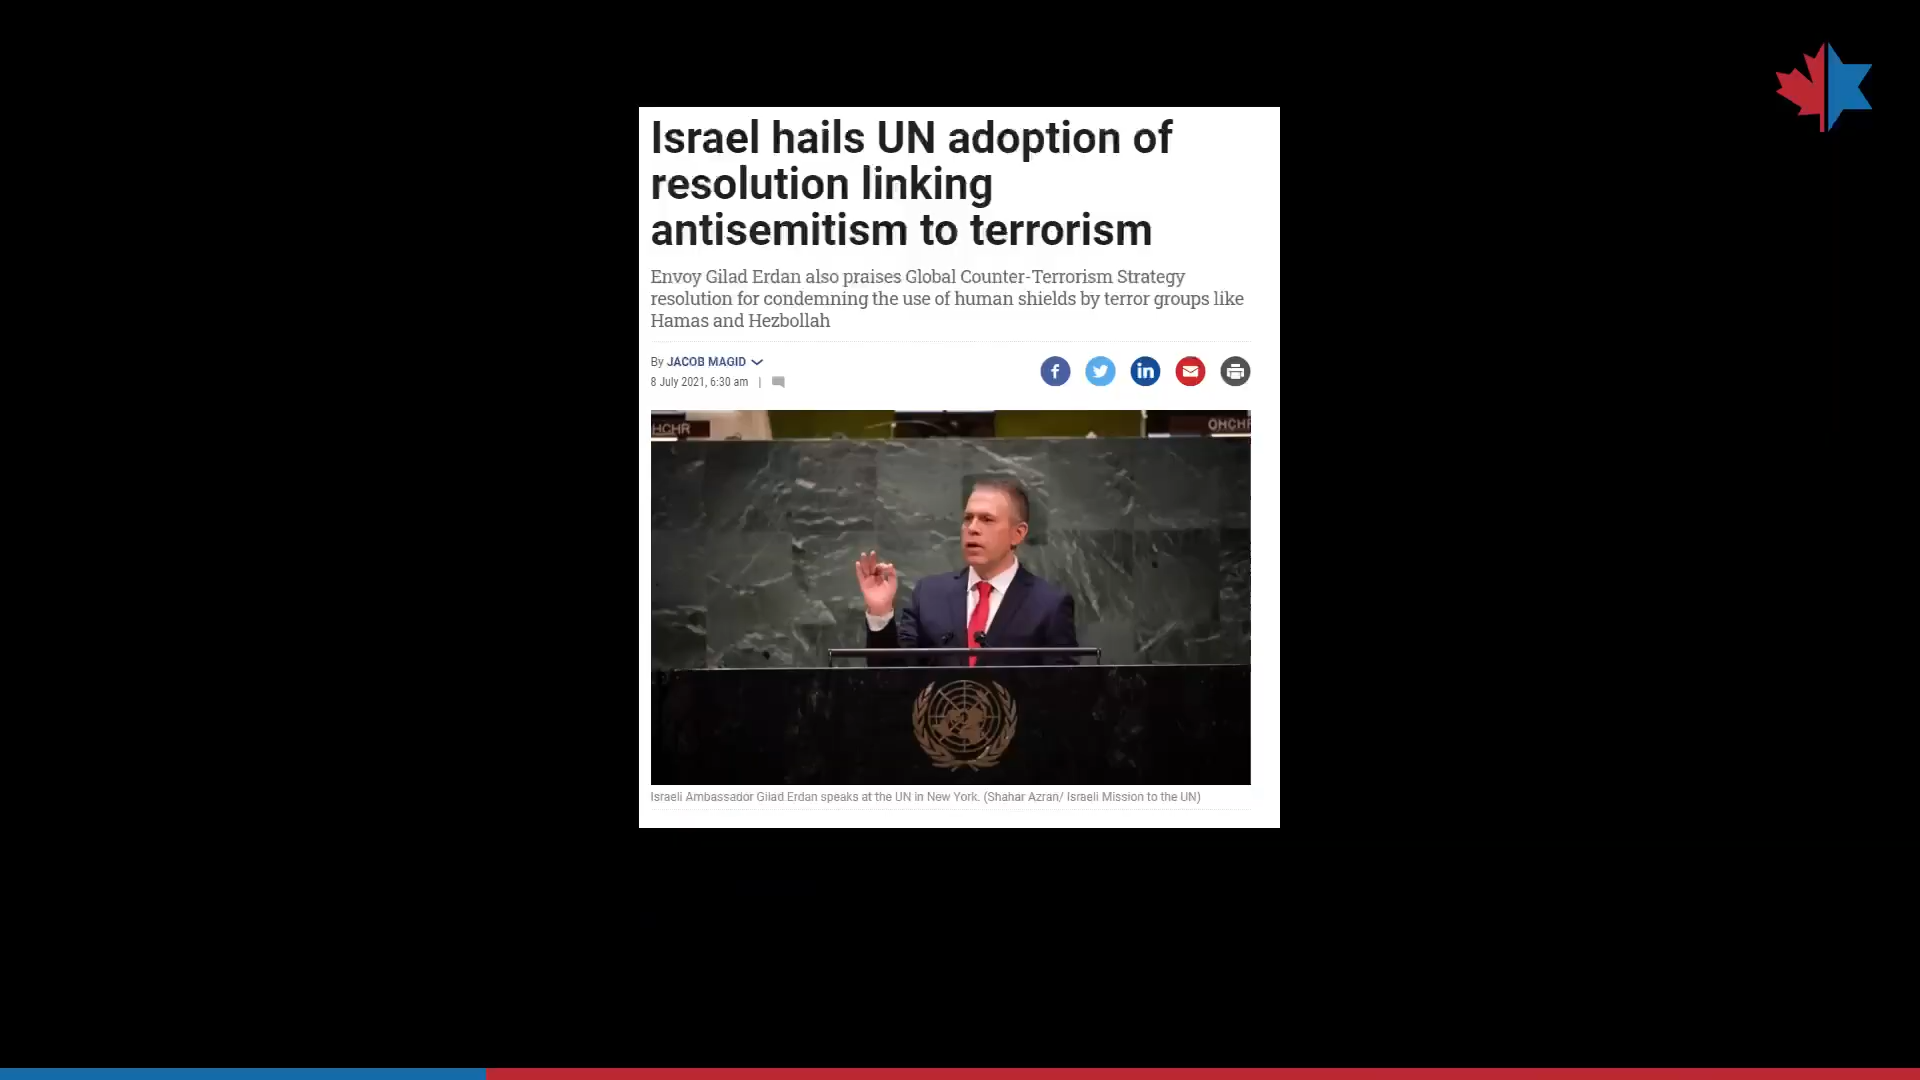 Israel hails UN adoption of
resolution linking
antisemitism to terrorism
Envoy Gilad Erdan also praises Global Counter-Terrorism Strategy
resolution for condemning the use of human shields by terror groups like
Hamas and Hezbollah
By JACOB MAGID
8 July 2021, 6:30 am |
HCHR
OHCHR
Israeli Ambassador Gilad Erdan speaks at the UN in New York. (Shahar Azran/ Israeli Mission to the UN)